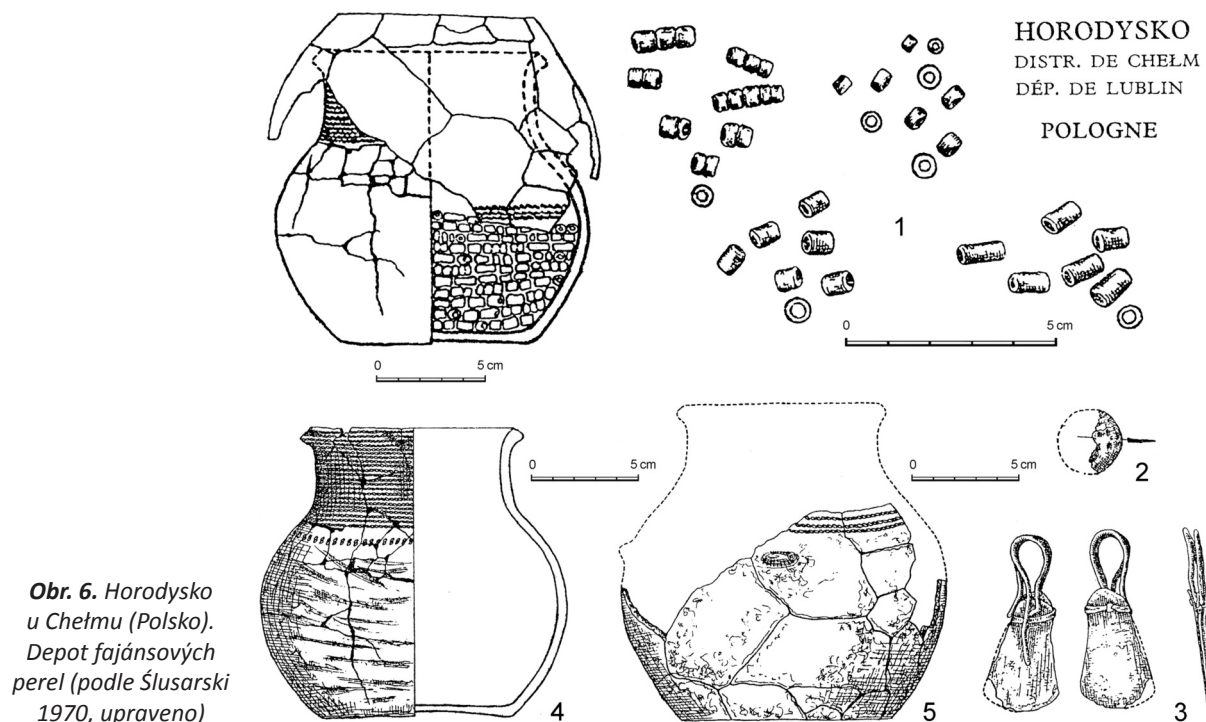 HORODYSKO
DISTR. DE CHEŁM
DÉP. DE LUBLIN
POLOGNE
1
0 5 cm
0 5 cm
2
0 5 cm
0 5 cm
Obr. 6. Horodysko
u Chełmu (Polsko).
Depot fajánsových
perel (podle Ślusarski
1970, upraveno)
4
5
3